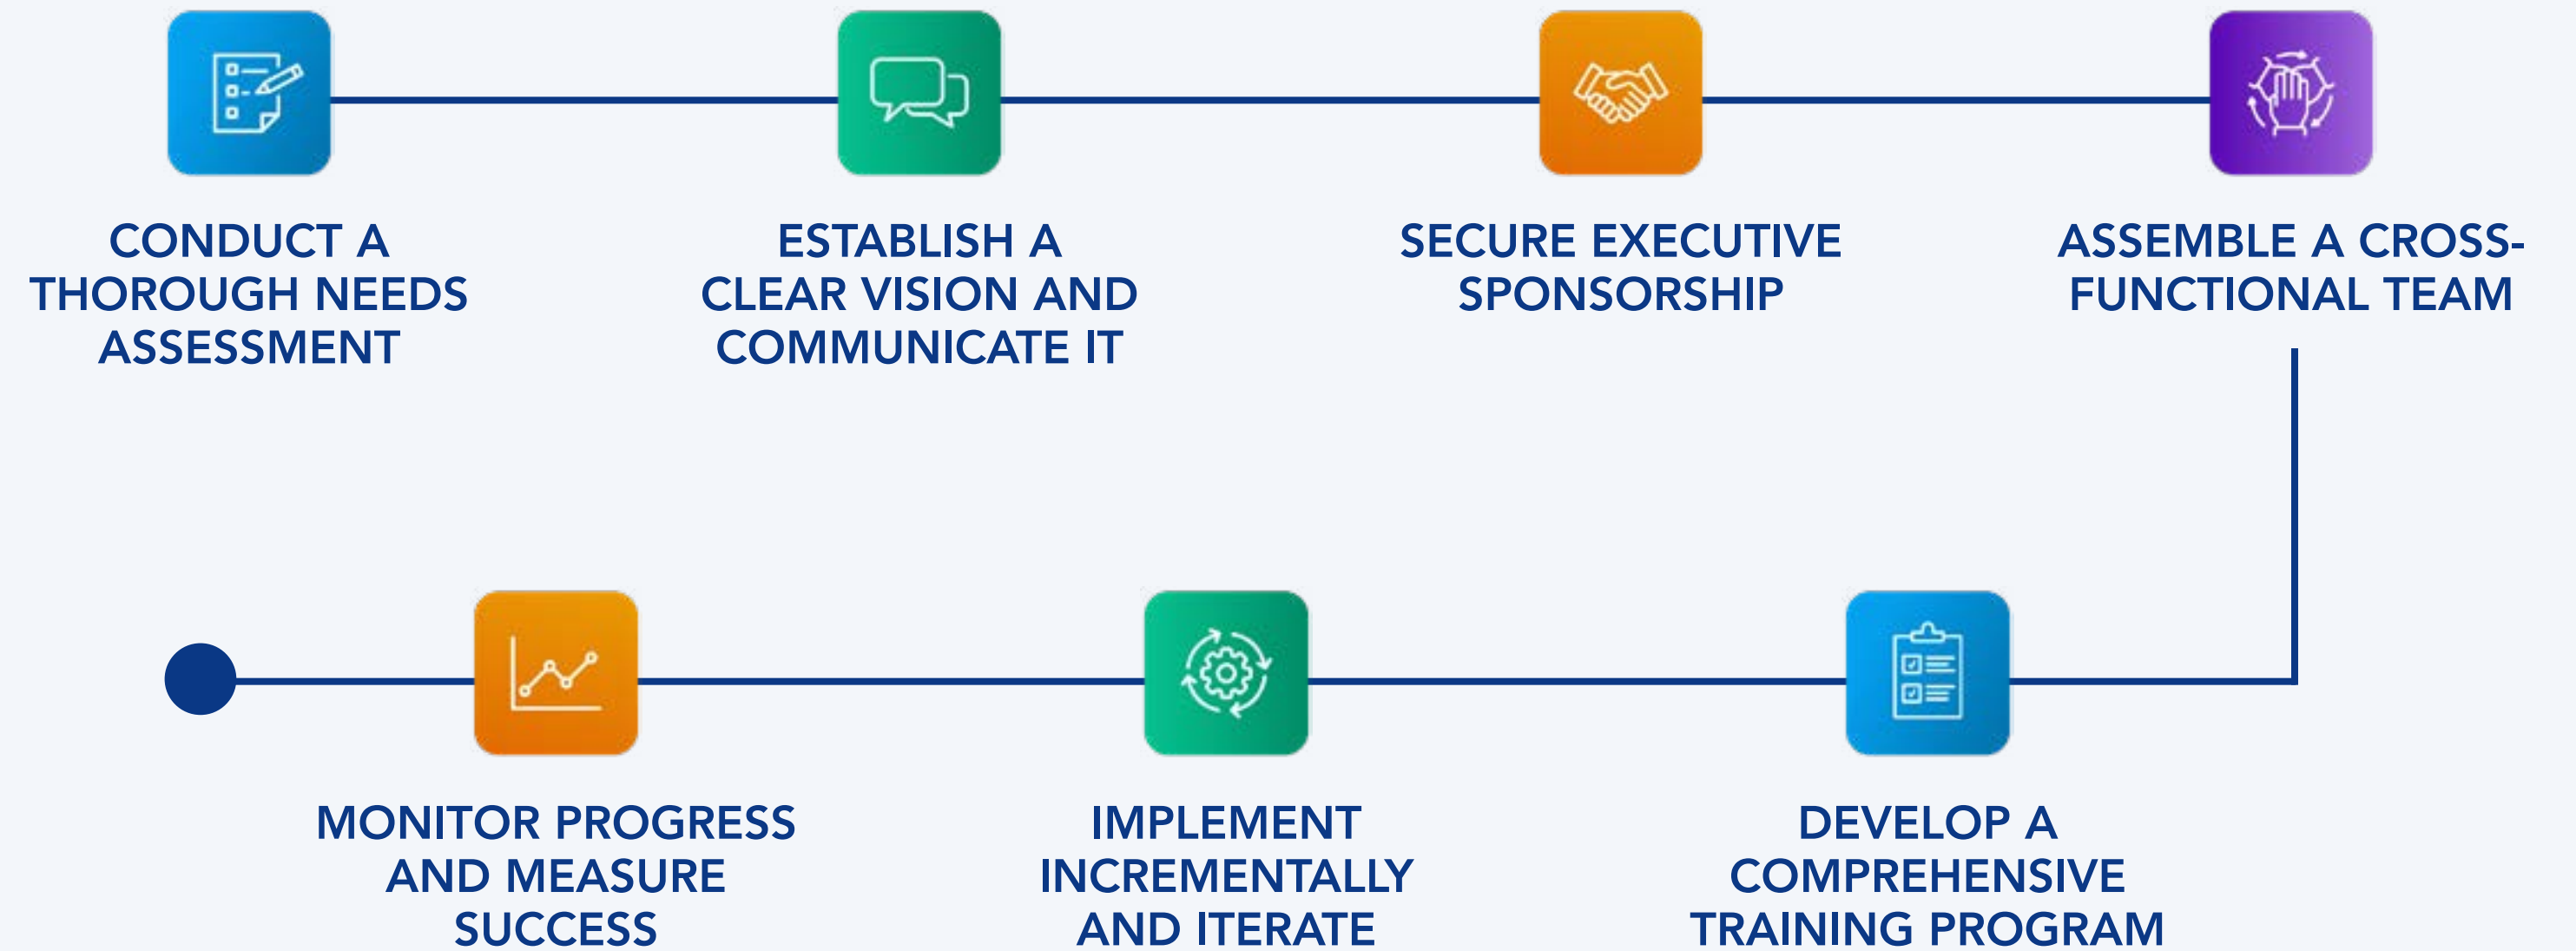 CONDUCT A
THOROUGH NEEDS
ASSESSMENT
ESTABLISH A
CLEAR VISION AND
COMMUNICATE IT
SECURE EXECUTIVE
SPONSORSHIP
ASSEMBLE A CROSS-
FUNCTIONAL TEAM
DEVELOP A
COMPREHENSIVE
TRAINING PROGRAM
IMPLEMENT
INCREMENTALLY
AND ITERATE
MONITOR PROGRESS
AND MEASURE
SUCCESS